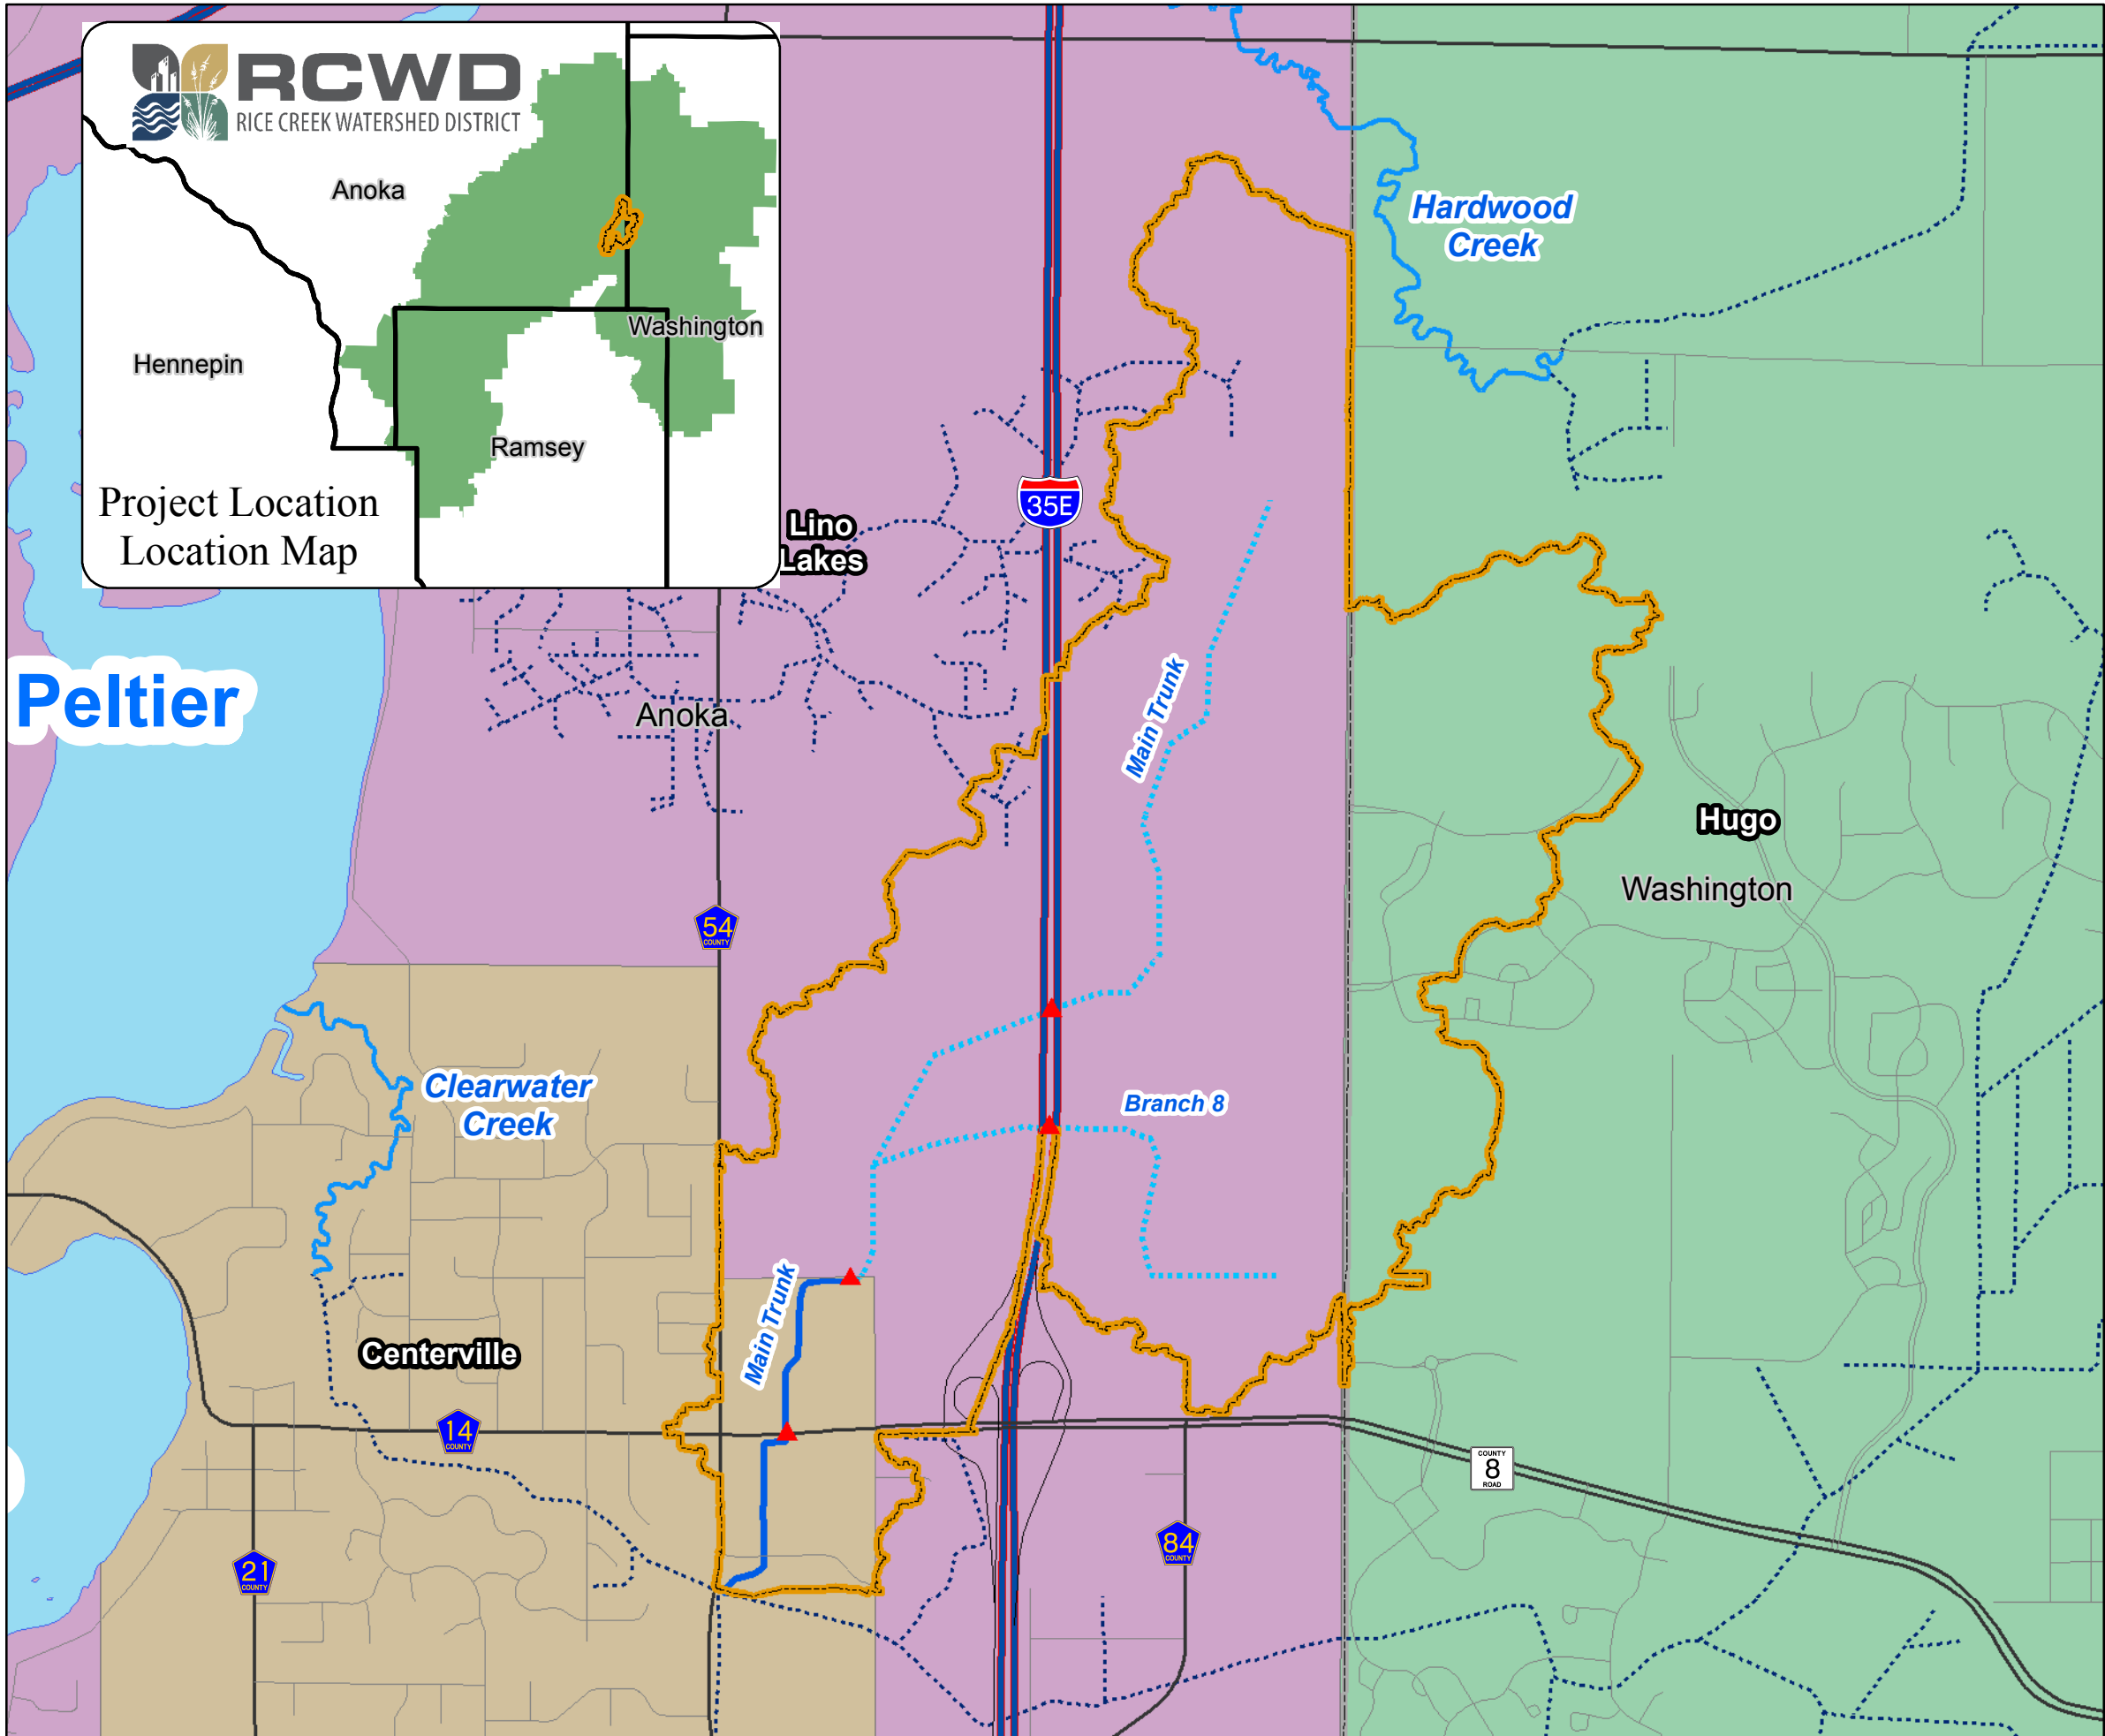 RCWD
RICE CREEK WATERSHED DISTRICT
Anoka
Hennepin
Washington
Ramsey
Project Location
Location Map
Hardwood
Creek
35E
Lino
Lakes
Peltier
Anoka
Main Trunk
Hugo
Washington
54
COUNTY
Clearwater
Creek
Branch 8
Main Trunk
Centerville
14
COUNTY
COUNTY
8
ROAD
21
COUNTY
84
COUNTY